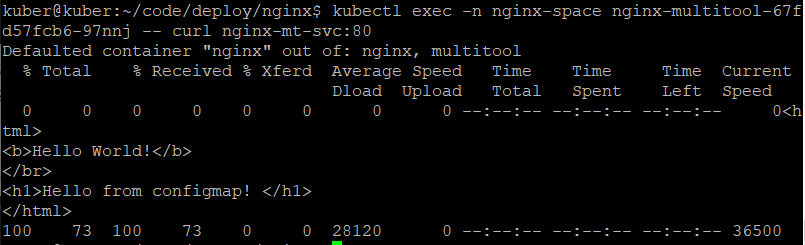 kuber@kuber:~/code/deploy/nginx$ kubectl exec -n nginx-space nginx-multitool-67f
d57fcb6-97nnj -- curl nginx-mt-svc:80
Defaulted container "nginx" out of: nginx, multitool
  % Total    % Received % Xferd  Average Speed   Time    Time     Time  Current
                                 Dload  Upload   Total   Spent    Left  Speed
  0     0    0     0    0     0      0      0 --:--:-- --:--:-- --:--:--     0<h
tml>
<b>Hello World!</b>
</br>
<h1>Hello from configmap! </h1>
</html>
100    73  100    73    0     0  28120      0 --:--:-- --:--:-- --:--:-- 36500